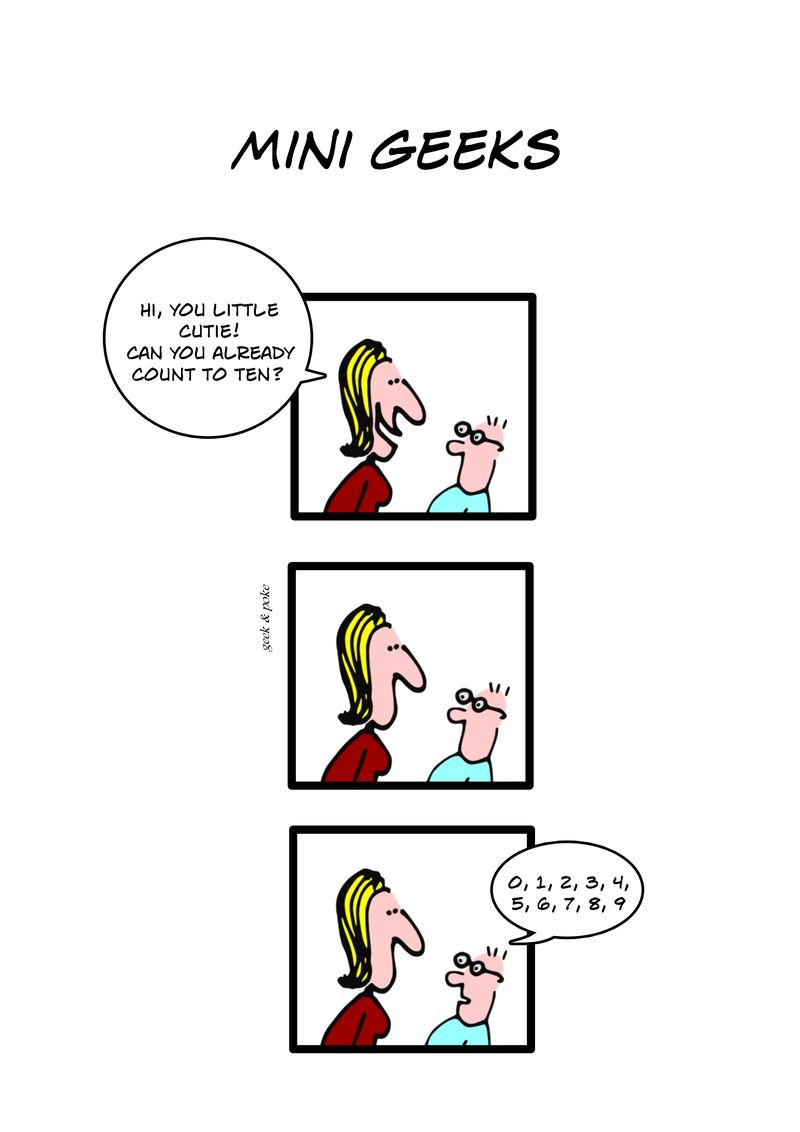 MINI GEEKS
HI, YOU LITTLE
CUTIE!
CAN YOU ALREADY
COUNT TO TEN?
geek & poke
0, 1, 2, 3, 4,
5, 6, 7, 8, 9